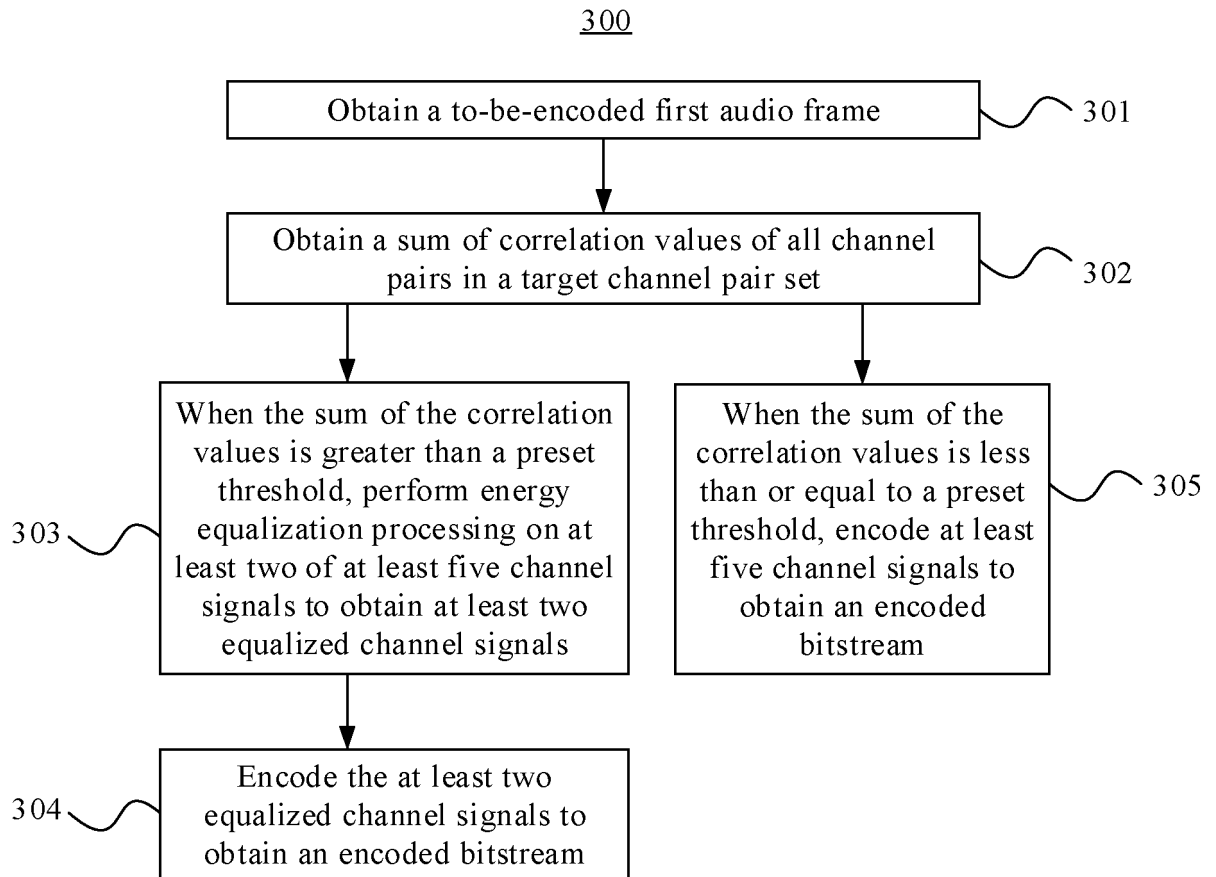 300
Obtain a to-be-encoded first audio frame
301
Obtain a sum of correlation values of all channel
pairs in a target channel pair set
302
When the sum of the correlation
values is greater than a preset
threshold, perform energy
equalization processing on at
least two of at least five channel
signals to obtain at least two
equalized channel signals
303
When the sum of the
correlation values is less
than or equal to a preset
threshold, encode at least
five channel signals to
obtain an encoded
bitstream
305
Encode the at least two
equalized channel signals to
obtain an encoded bitstream
304